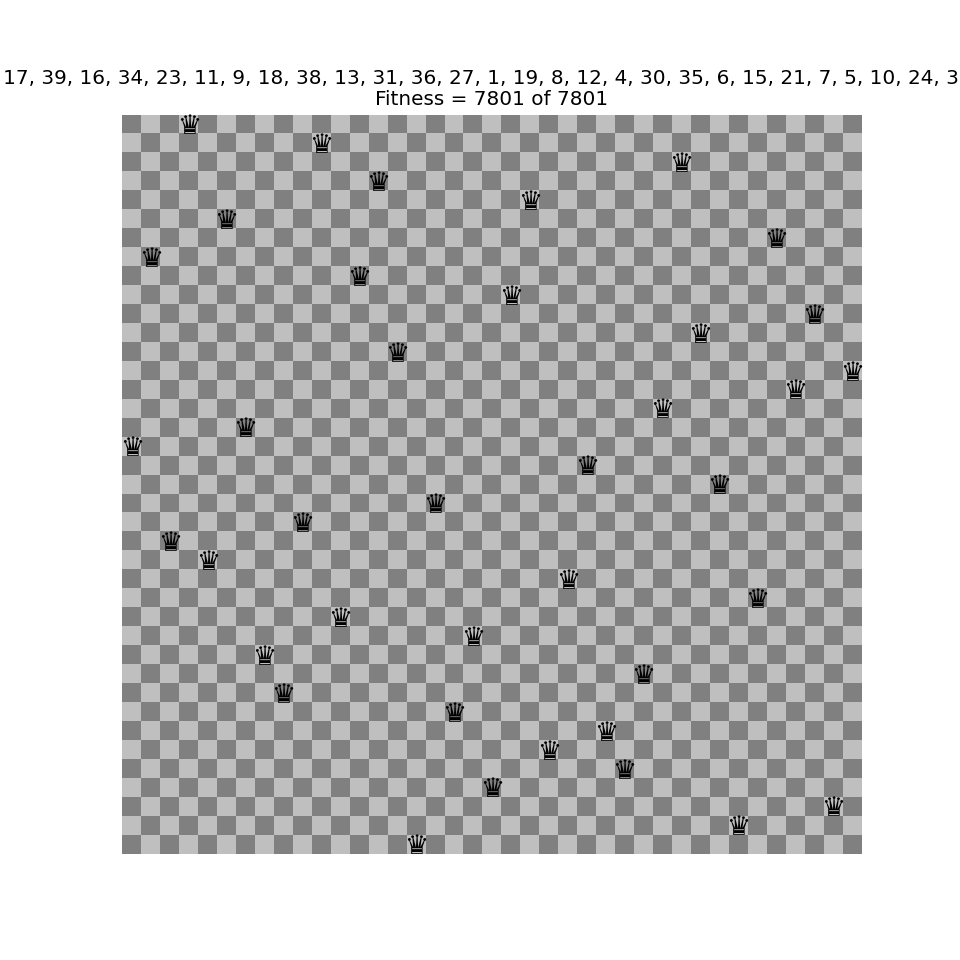 17, 39, 16, 34, 23, 11, 9, 18, 38, 13, 31, 36, 27, 1, 19, 8, 12, 4, 30, 35, 6, 15, 21, 7, 5, 10, 24, 3
Fitness = 7801 of 7801